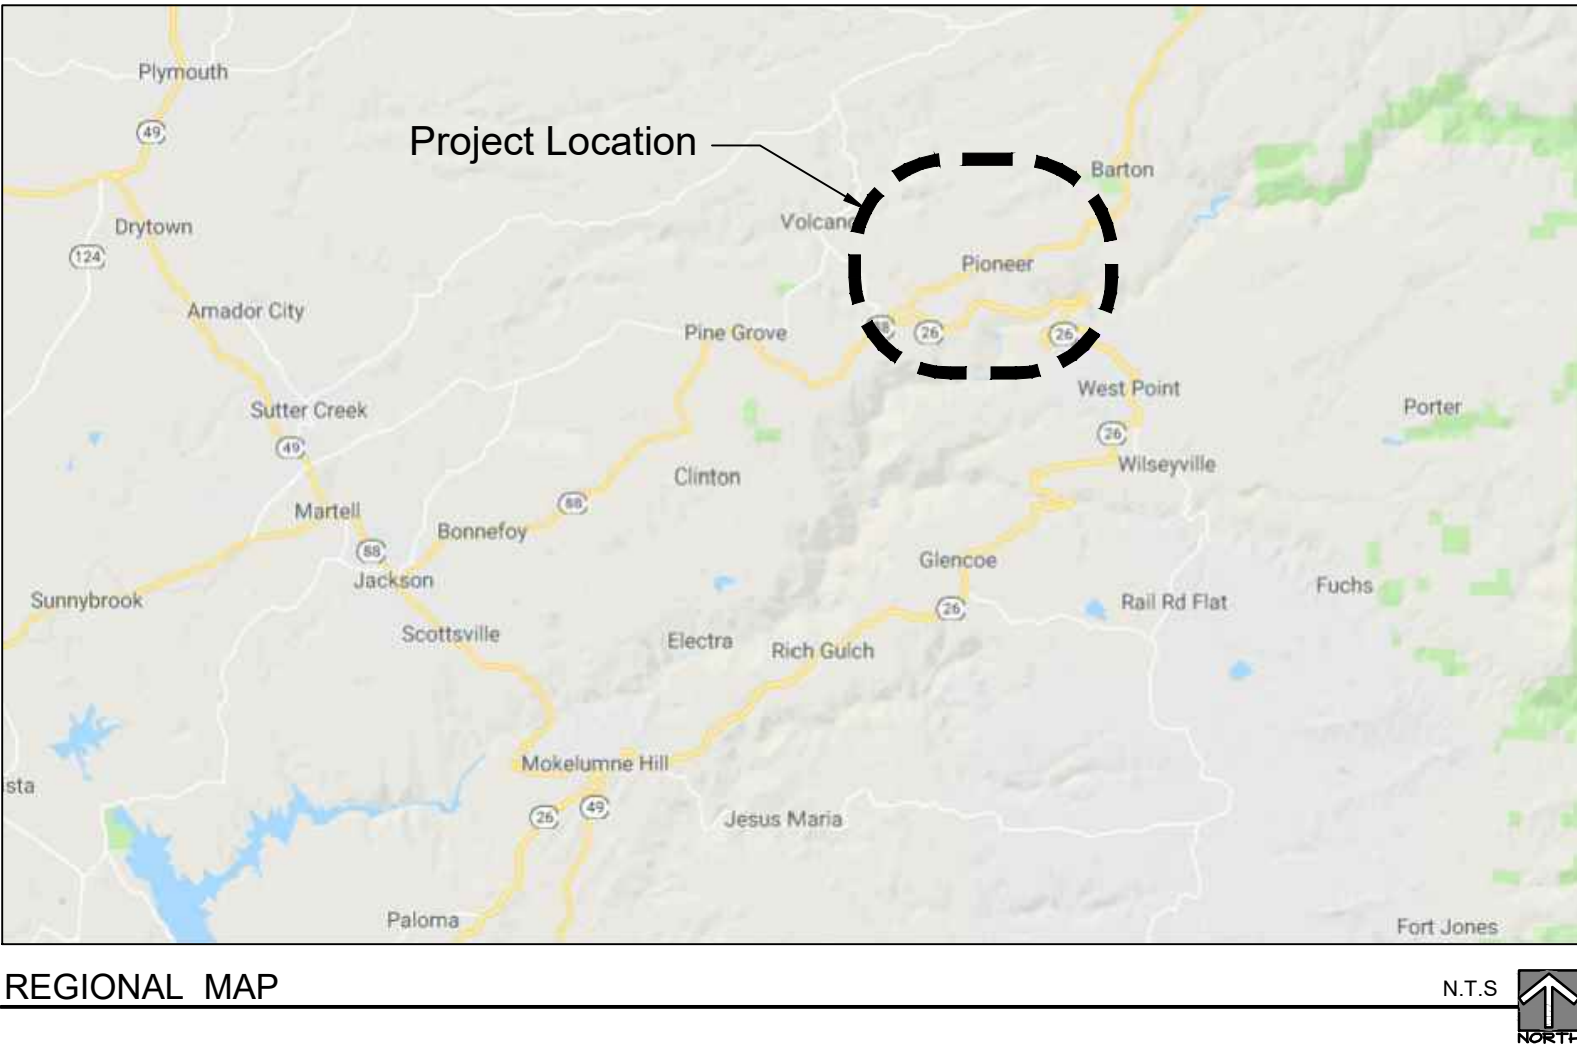 Plymouth
49
Project Location
Barton
Volcano
Drytown
124
Pioneer
Amador City
Pine Grove
88
26
26
West Point
Sutter Creek
Porter
49
26
Wilseyville
Clinton
88
Martell
Bonnefoy
88
Jackson
Glencoe
Sunnybrook
Fuchs
26
Rail Rd Flat
Scottsville
Electra
Rich Gulch
Mokelumne Hill
sta
26
49
Jesus Maria
Paloma
Fort Jones
REGIONAL MAP
N.T.S
NORTH